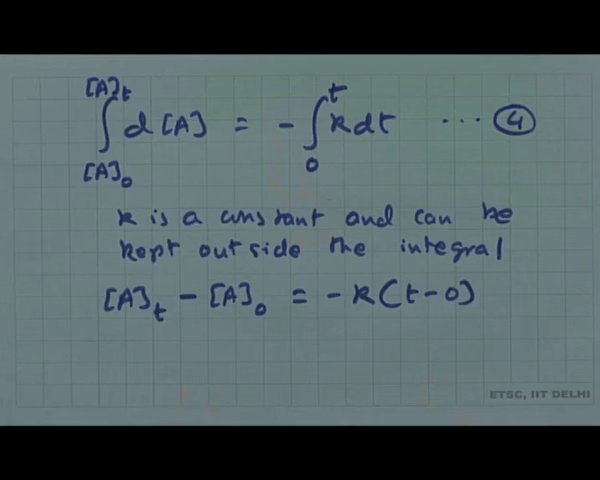 ∫_{[A]₀}^{[A]t} d[A] = - ∫₀^t k dt ... ④
k is a constant and can be
kept outside the integral
[A]t - [A]₀ = - k (t - 0)
ETSC, IIT DELHI